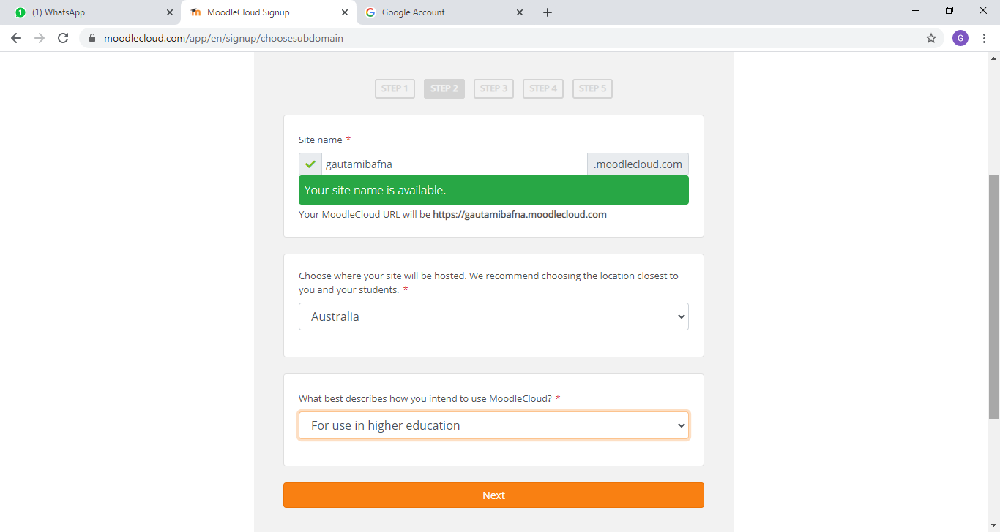 (1) WhatsApp
MoodleCloud Signup
Google Account
moodlecloud.com/app/en/signup/choosesubdomain
G
STEP 1 STEP 2 STEP 3 STEP 4 STEP 5
Site name *
gautamibafna .moodlecloud.com
Your site name is available.
Your MoodleCloud URL will be https://gautamibafna.moodlecloud.com
Choose where your site will be hosted. We recommend choosing the location closest to
you and your students. *
Australia
What best describes how you intend to use MoodleCloud? *
For use in higher education
Next